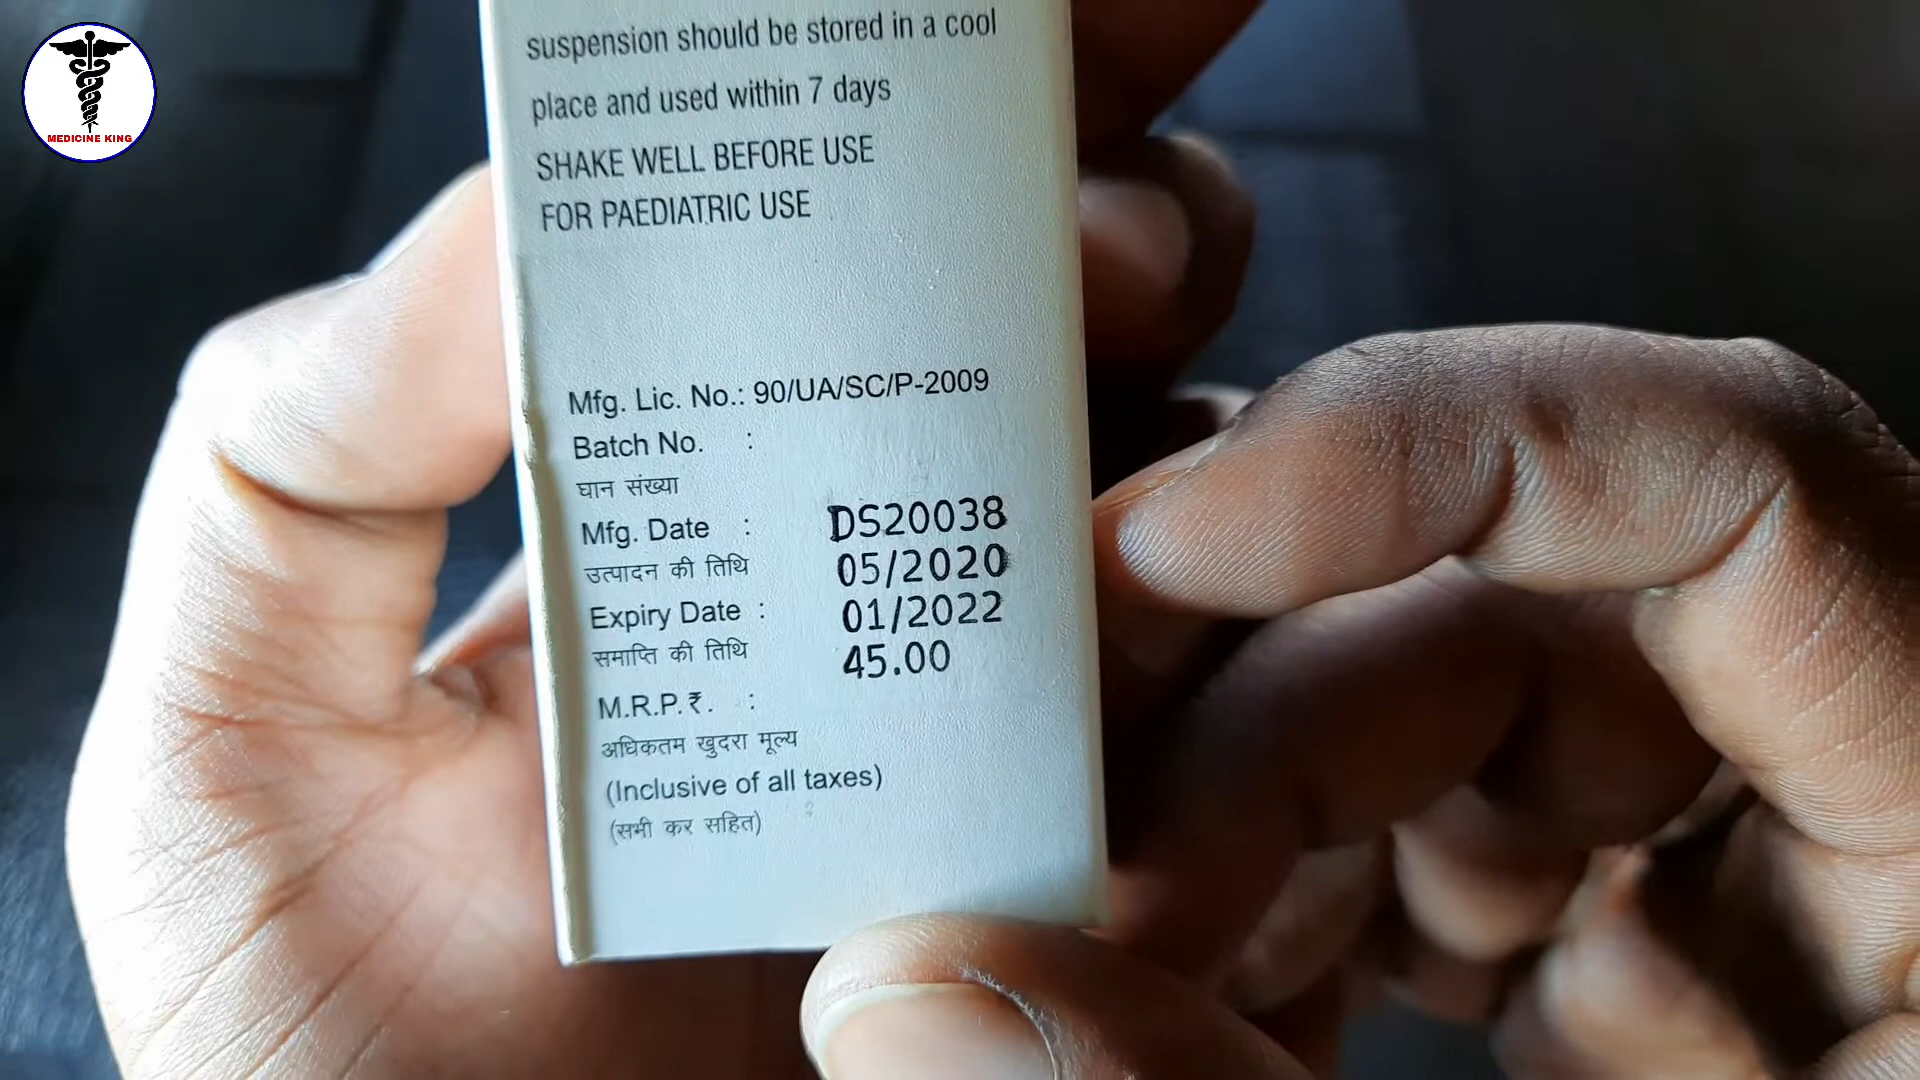 MEDICINE KING
suspension should be stored in a cool
place and used within 7 days
SHAKE WELL BEFORE USE
FOR PAEDIATRIC USE
Mfg. Lic. No.: 90/UA/SC/P-2009
Batch No. :
घान संख्या
Mfg. Date : DS20038
उत्पादन की तिथि 05/2020
Expiry Date : 01/2022
समाप्ति की तिथि 45.00
M.R.P.₹. :
अधिकतम खुदरा मूल्य
(Inclusive of all taxes)
(सभी कर सहित)